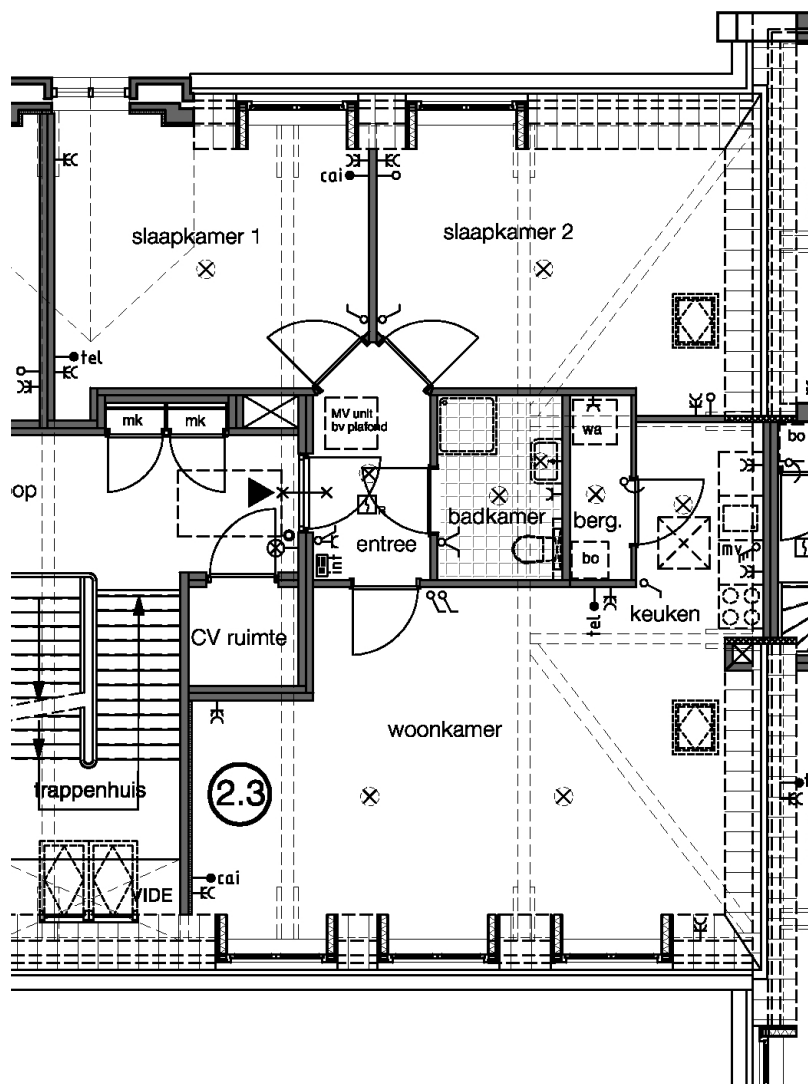 cai
slaapkamer 1
slaapkamer 2
tel
mk
mk
MV unit
bv plafond
wa
bo
op
badkamer
berg.
entree
mv
int
bo
CV ruimte
tel
keuken
woonkamer
2.3
trappenhuis
cai
VIDE